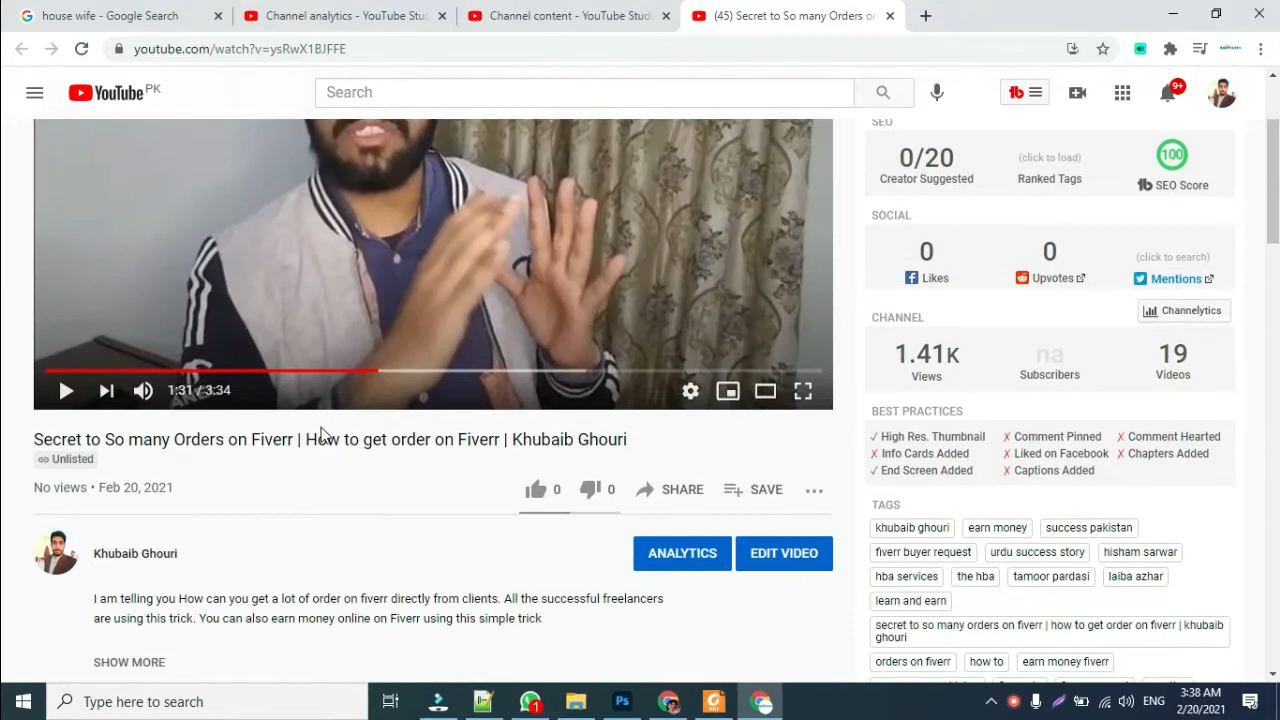 house wife - Google Search
Channel analytics - YouTube Stud
Channel content - YouTube Stud
(45) Secret to So many Orders on
youtube.com/watch?v=ysRwX1BJFFE
YouTube PK
Search
9+
SEO
0/20
Creator Suggested
(click to load)
Ranked Tags
100
tb SEO Score
SOCIAL
0
Likes
0
Upvotes
(click to search)
Mentions
CHANNEL
Channelytics
1.41K
Views
na
Subscribers
19
Videos
BEST PRACTICES
✓ High Res. Thumbnail ✗ Comment Pinned ✗ Comment Hearted
✗ Info Cards Added ✗ Liked on Facebook ✗ Chapters Added
✓ End Screen Added ✗ Captions Added
TAGS
khubaib ghouri earn money success pakistan
fiverr buyer request urdu success story hisham sarwar
hba services the hba tamoor pardasi laiba azhar
learn and earn
secret to so many orders on fiverr | how to get order on fiverr | khubaib
ghouri
orders on fiverr how to earn money fiverr
1:31 / 3:34
Secret to So many Orders on Fiverr | How to get order on Fiverr | Khubaib Ghouri
Unlisted
No views • Feb 20, 2021
0 0 SHARE SAVE
Khubaib Ghouri
ANALYTICS EDIT VIDEO
I am telling you How can you get a lot of order on fiverr directly from clients. All the successful freelancers
are using this trick. You can also earn money online on Fiverr using this simple trick
SHOW MORE
Type here to search
1
ENG
3:38 AM
2/20/2021